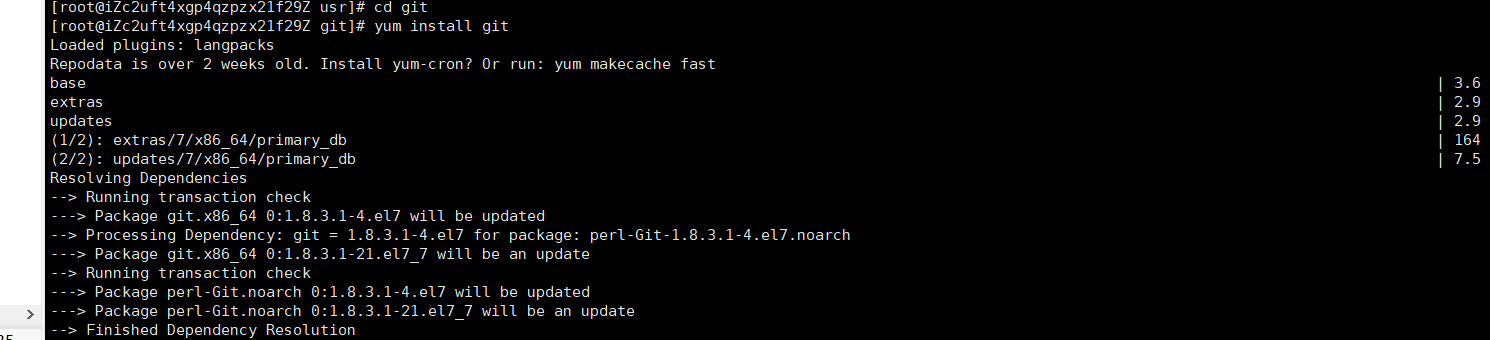 [root@iZc2uft4xgp4qzpzx21f29Z usr]# cd git
[root@iZc2uft4xgp4qzpzx21f29Z git]# yum install git
Loaded plugins: langpacks
Repodata is over 2 weeks old. Install yum-cron? Or run: yum makecache fast
base | 3.6
extras | 2.9
updates | 2.9
(1/2): extras/7/x86_64/primary_db | 164
(2/2): updates/7/x86_64/primary_db | 7.5
Resolving Dependencies
--> Running transaction check
---> Package git.x86_64 0:1.8.3.1-4.el7 will be updated
--> Processing Dependency: git = 1.8.3.1-4.el7 for package: perl-Git-1.8.3.1-4.el7.noarch
---> Package git.x86_64 0:1.8.3.1-21.el7_7 will be an update
--> Running transaction check
---> Package perl-Git.noarch 0:1.8.3.1-4.el7 will be updated
---> Package perl-Git.noarch 0:1.8.3.1-21.el7_7 will be an update
--> Finished Dependency Resolution